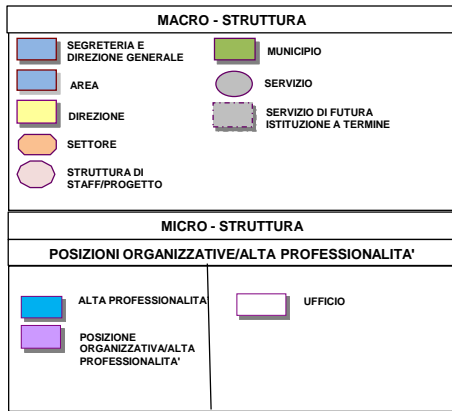 MACRO - STRUTTURA
SEGRETERIA E
DIREZIONE GENERALE
AREA
DIREZIONE
SETTORE
STRUTTURA DI
STAFF/PROGETTO
MUNICIPIO
SERVIZIO
SERVIZIO DI FUTURA
ISTITUZIONE A TERMINE
MICRO - STRUTTURA
POSIZIONI ORGANIZZATIVE/ALTA PROFESSIONALITA'
ALTA PROFESSIONALITA'
POSIZIONE
ORGANIZZATIVA/ALTA
PROFESSIONALITA'
UFFICIO